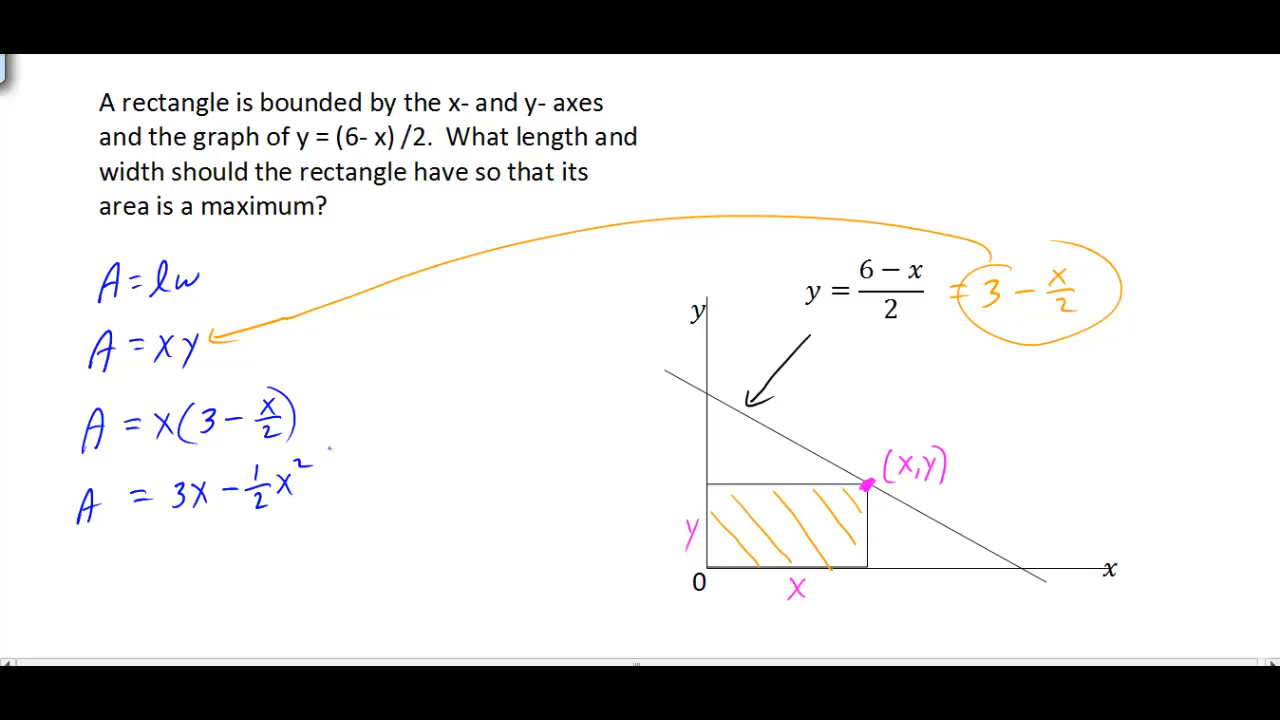 A rectangle is bounded by the x- and y- axes
and the graph of y = (6- x) /2.  What length and
width should the rectangle have so that its
area is a maximum?
A = lw
A = xy
A = x(3 - x/2)
A = 3x - 1/2 x²
y = (6 − x)/2 = 3 - x/2
y
(x,y)
y
0
x
x